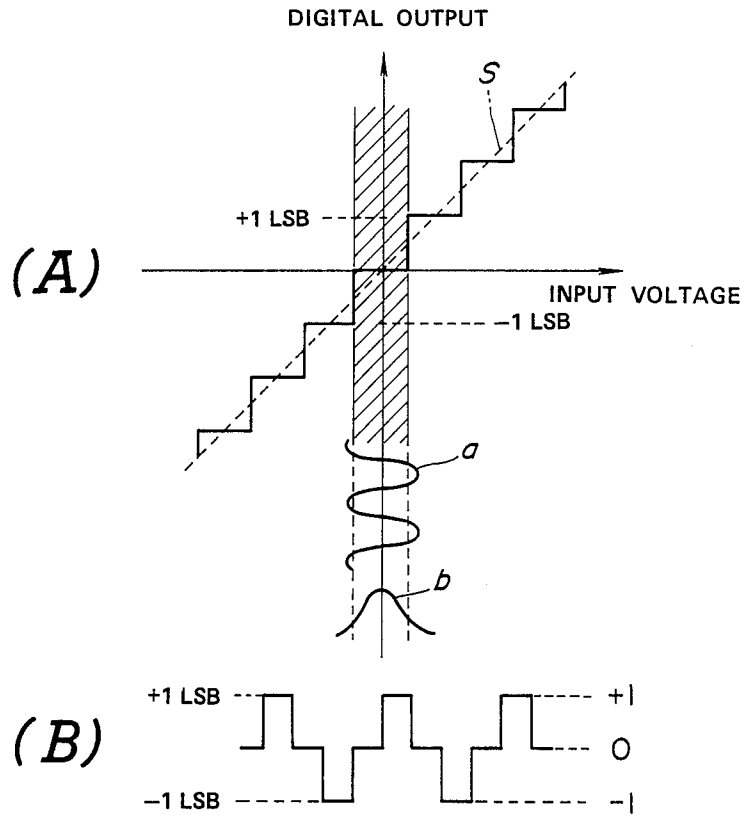 DIGITAL OUTPUT
S
+1 LSB
(A)
INPUT VOLTAGE
−1 LSB
a
b
+1 LSB
+1
(B)
0
−1 LSB
−1